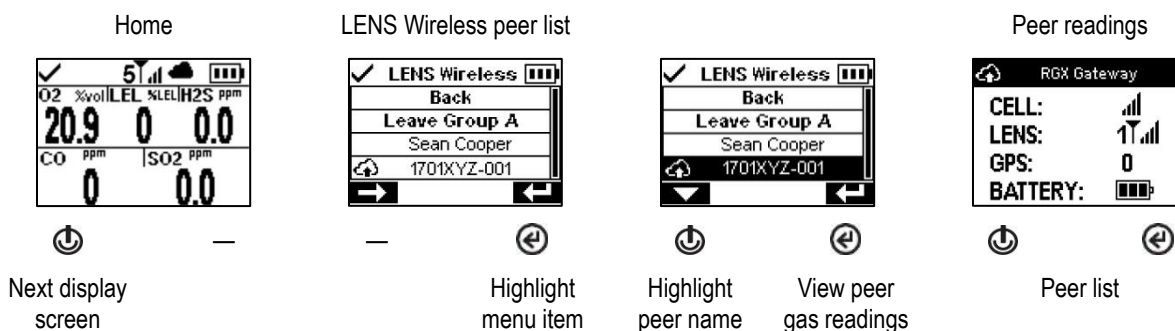 Home
LENS Wireless peer list
Peer readings
5
O2 %vol LEL %LEL H2S ppm
20.9 0 0.0
CO ppm SO2 ppm
0 0.0
LENS Wireless
Back
Leave Group A
Sean Cooper
1701XYZ-001
LENS Wireless
Back
Leave Group A
Sean Cooper
1701XYZ-001
RGX Gateway
CELL:
LENS: 1
GPS: 0
BATTERY:
Next display
screen
Highlight
menu item
Highlight
peer name
View peer
gas readings
Peer list